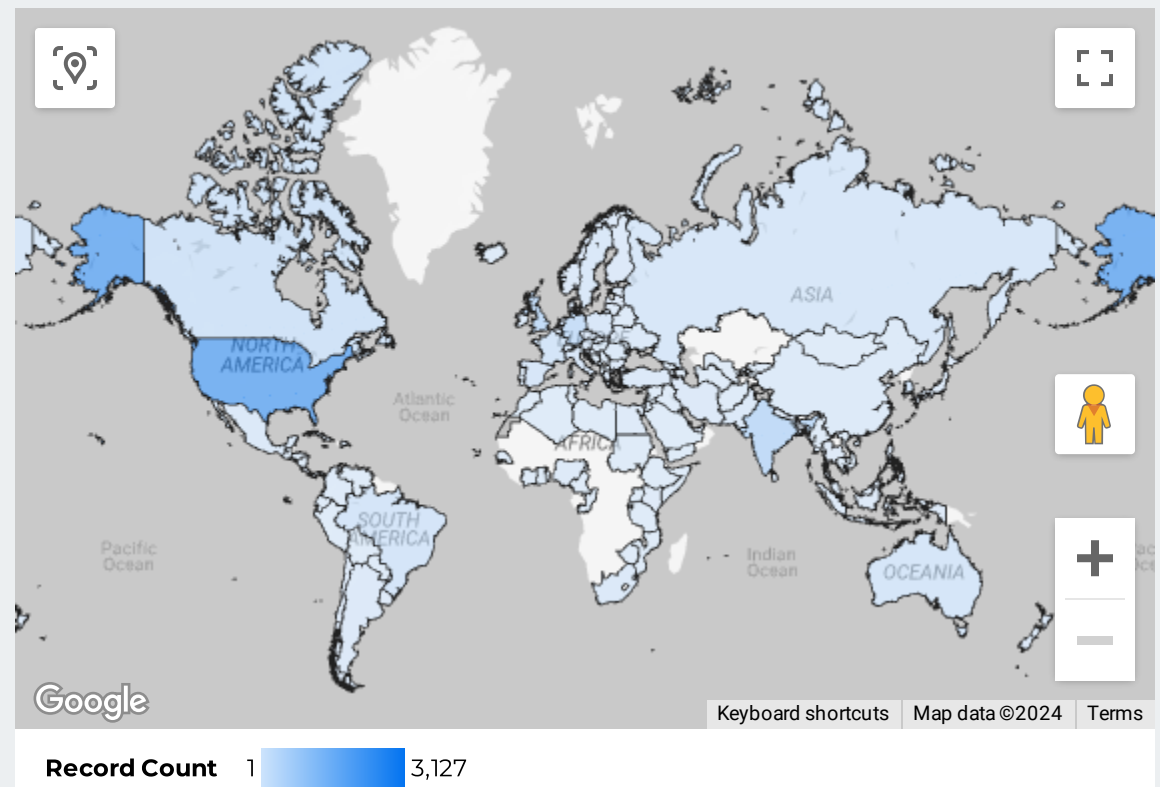 ASIA
NORTH
AMERICA
Atlantic
Ocean
AFRICA
SOUTH
AMERICA
Pacific
Ocean
Indian
Ocean
OCEANIA
Google
Keyboard shortcuts
Map data ©2024
Terms
Record Count 1 3,127